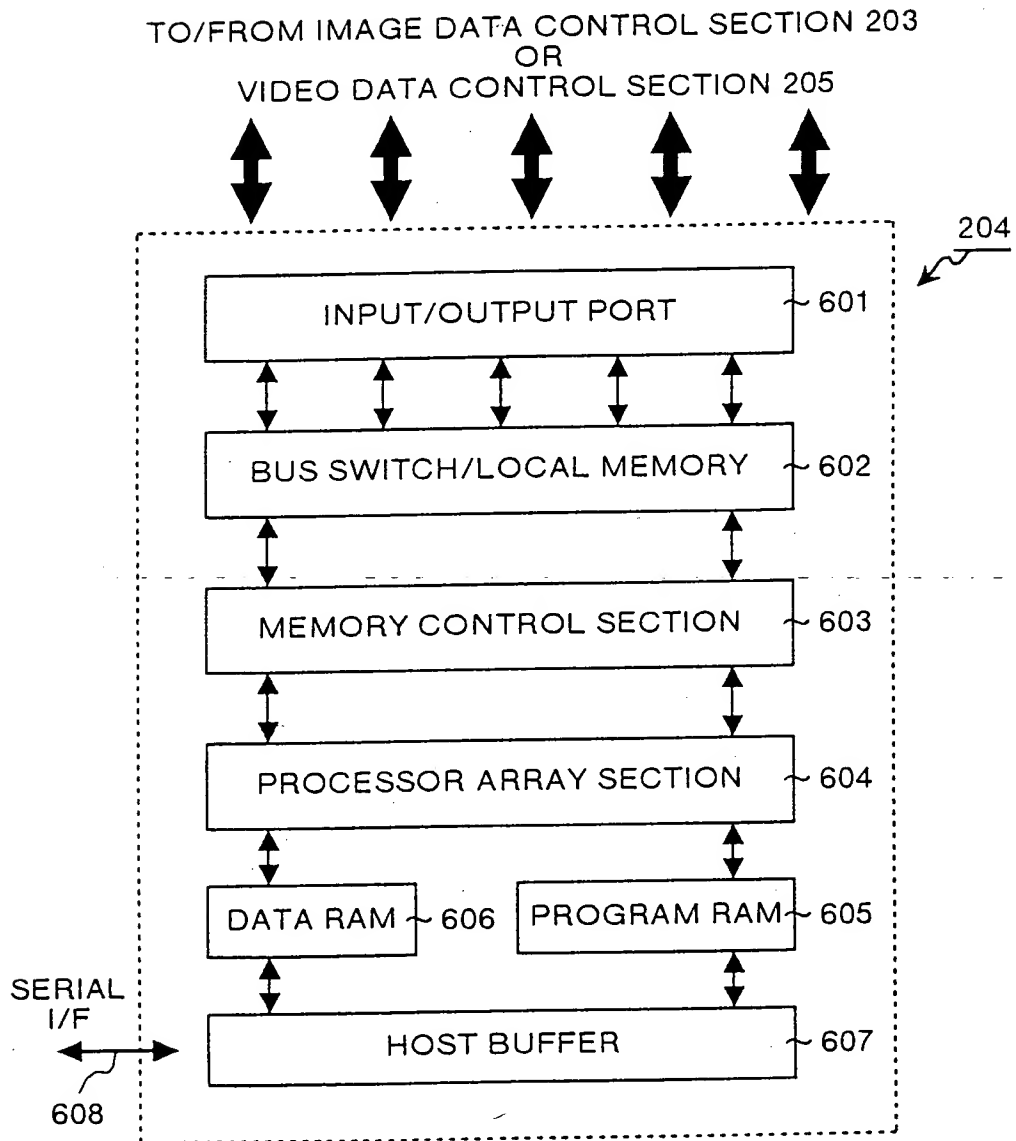 TO/FROM IMAGE DATA CONTROL SECTION 203
OR
VIDEO DATA CONTROL SECTION 205
204
INPUT/OUTPUT PORT 601
BUS SWITCH/LOCAL MEMORY 602
MEMORY CONTROL SECTION 603
PROCESSOR ARRAY SECTION 604
DATA RAM 606 PROGRAM RAM 605
SERIAL
I/F
HOST BUFFER 607
608